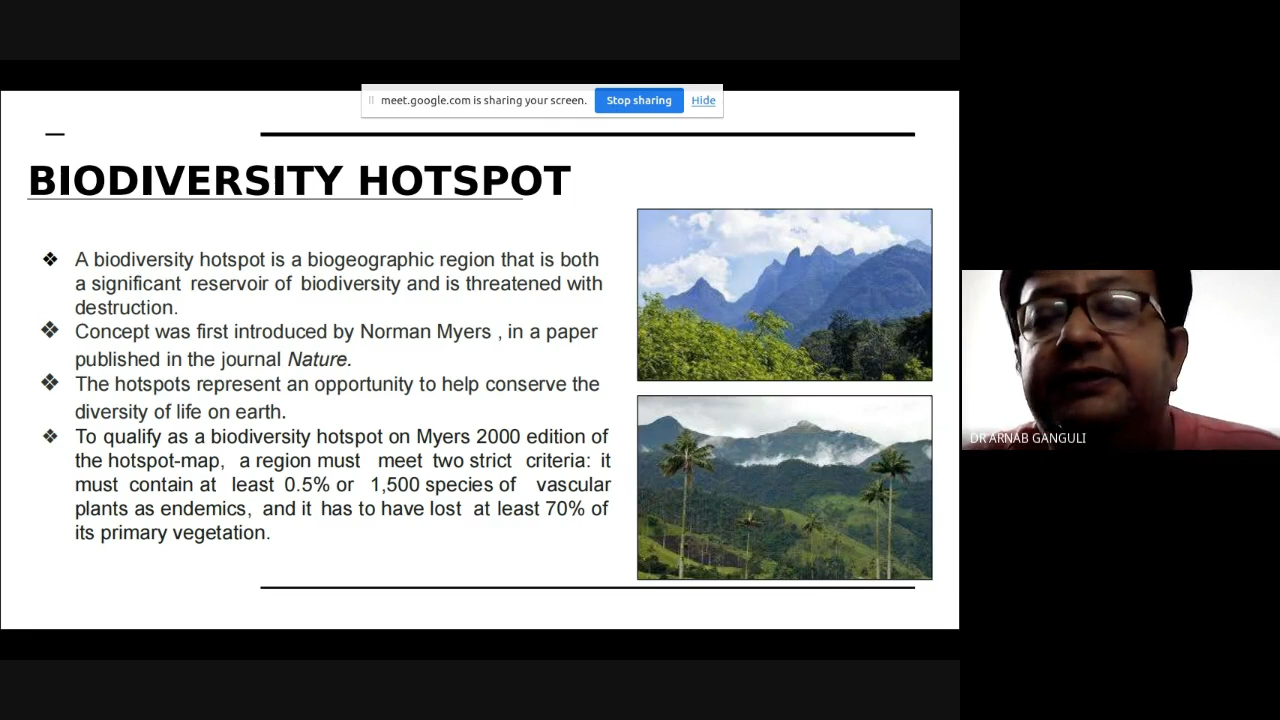 meet.google.com is sharing your screen. Stop sharing Hide
BIODIVERSITY HOTSPOT
❖ A biodiversity hotspot is a biogeographic region that is both
a significant reservoir of biodiversity and is threatened with
destruction.
❖ Concept was first introduced by Norman Myers , in a paper
published in the journal Nature.
❖ The hotspots represent an opportunity to help conserve the
diversity of life on earth.
❖ To qualify as a biodiversity hotspot on Myers 2000 edition of
the hotspot-map, a region must meet two strict criteria: it
must contain at least 0.5% or 1,500 species of vascular
plants as endemics, and it has to have lost at least 70% of
its primary vegetation.
DR ARNAB GANGULI